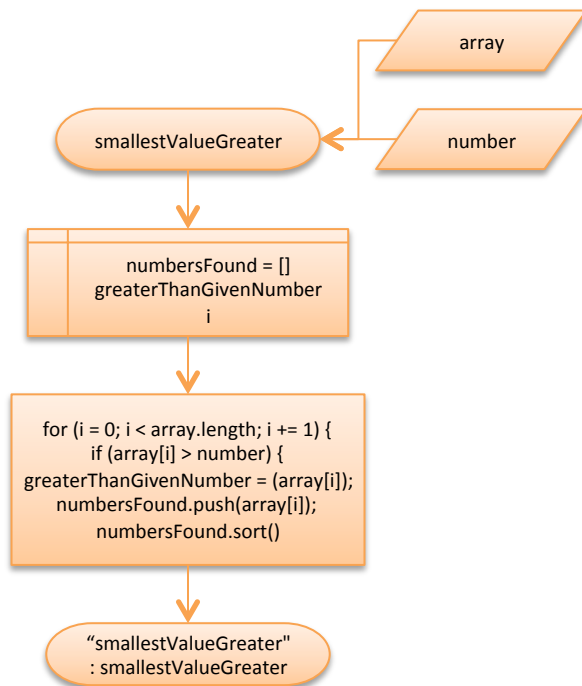 array
number
smallestValueGreater
numbersFound = []
greaterThanGivenNumber
i
for (i = 0; i < array.length; i += 1) {
if (array[i] > number) {
greaterThanGivenNumber = (array[i]);
numbersFound.push(array[i]);
numbersFound.sort()
“smallestValueGreater"
: smallestValueGreater